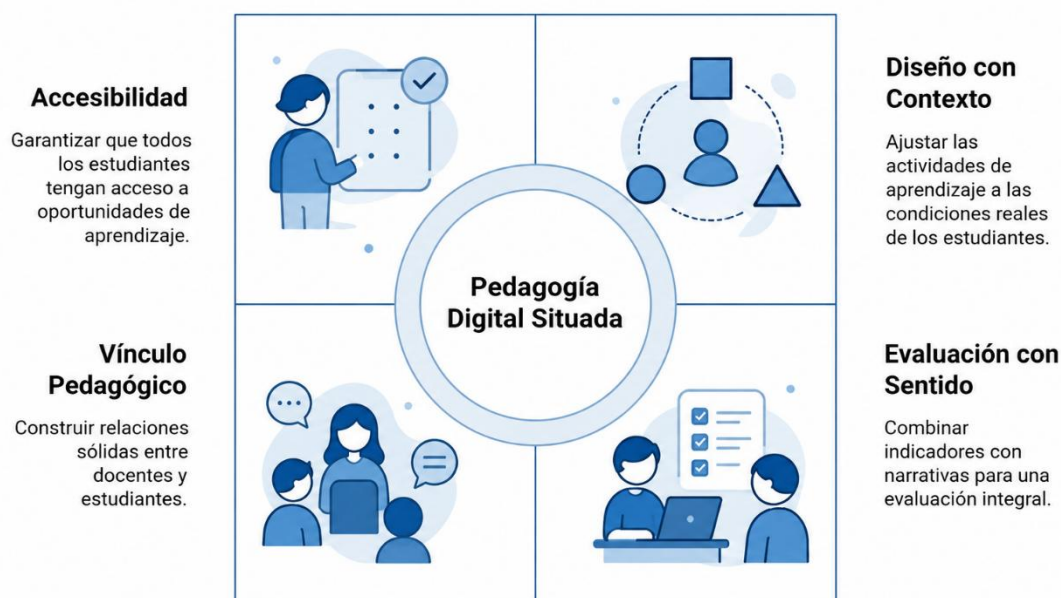 Accesibilidad
Garantizar que todos
los estudiantes
tengan acceso a
oportunidades de
aprendizaje.
Diseño con
Contexto
Ajustar las
actividades de
aprendizaje a las
condiciones reales
de los estudiantes.
Pedagogía
Digital Situada
Vínculo
Pedagógico
Construir relaciones
sólidas entre
docentes y
estudiantes.
Evaluación con
Sentido
Combinar
indicadores con
narrativas para una
evaluación integral.